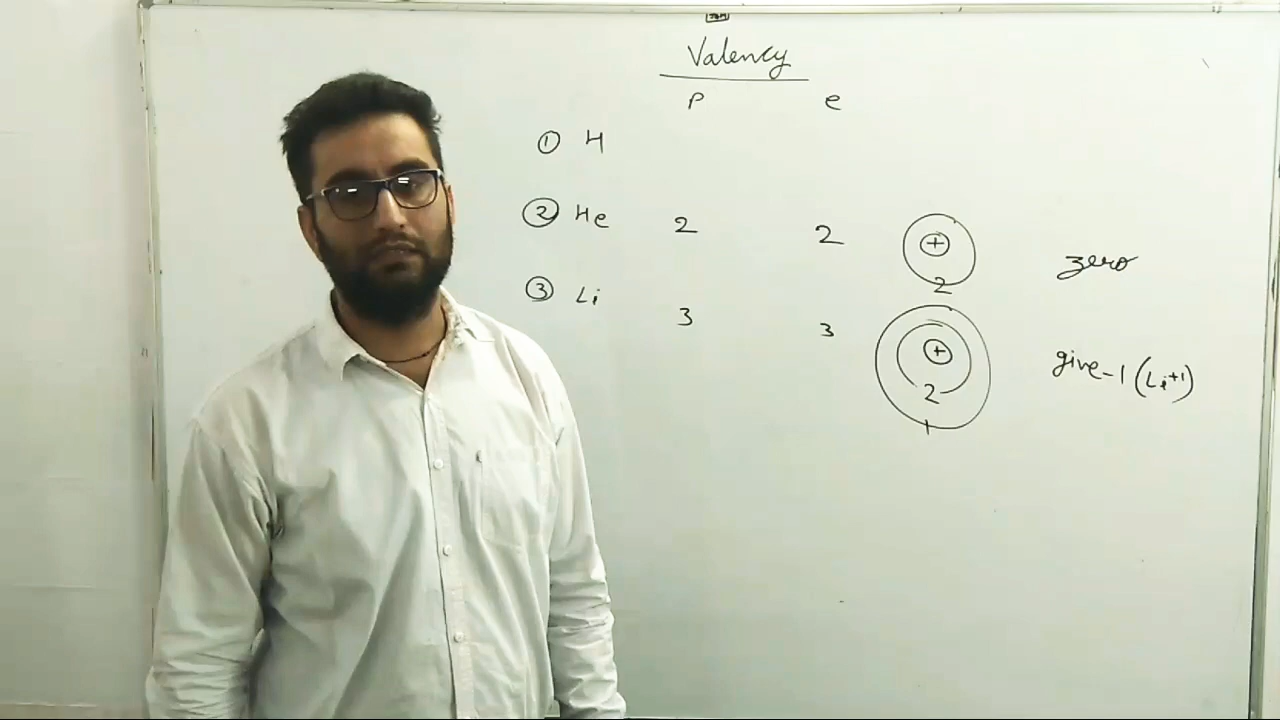 Valency
P e
① H
② He 2 2 + 2 zero
③ Li 3 3 + 2 1 give-1 (Li+1)